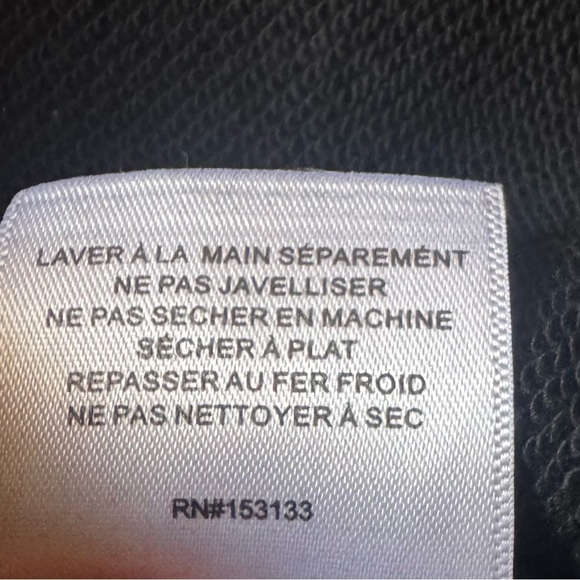 LAVER À LA MAIN SÉPAREMÉNT
NE PAS JAVELLISER
NE PAS SECHER EN MACHINE
SÉCHER À PLAT
REPASSER AU FER FROID
NE PAS NETTOYER À SEC
RN#153133